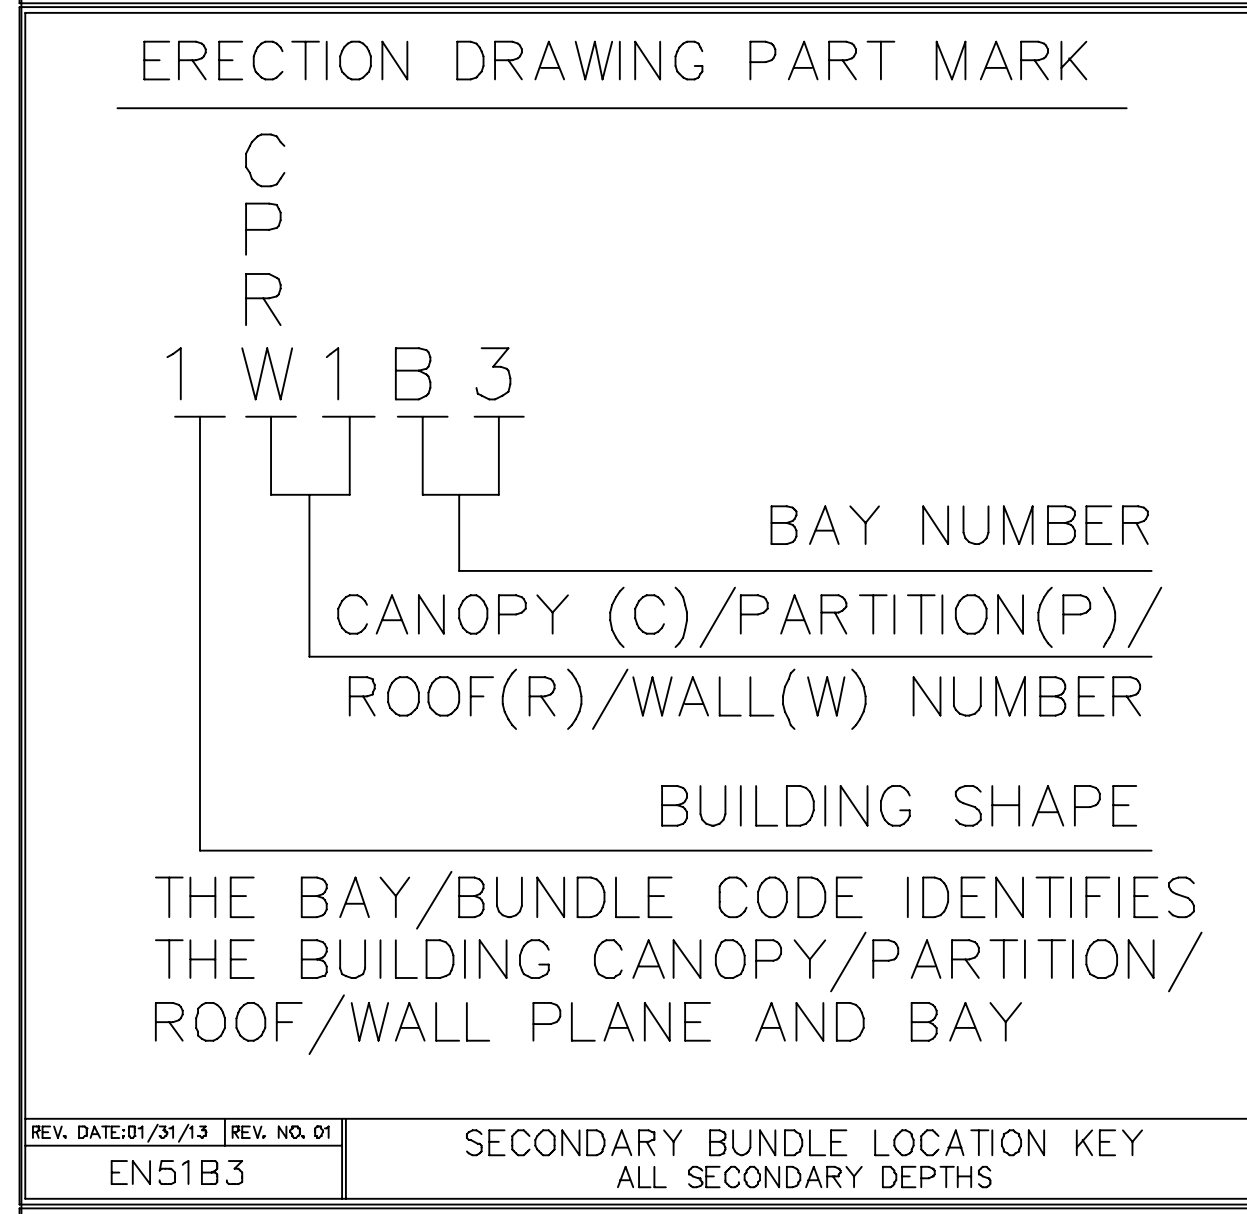 ERECTION DRAWING PART MARK
C
P
R
1 W 1 B 3
BAY NUMBER
CANOPY (C)/PARTITION(P)/
ROOF(R)/WALL(W) NUMBER
BUILDING SHAPE
THE BAY/BUNDLE CODE IDENTIFIES
THE BUILDING CANOPY/PARTITION/
ROOF/WALL PLANE AND BAY
REV. DATE:01/31/13 REV. NO. 01
EN51B3
SECONDARY BUNDLE LOCATION KEY
ALL SECONDARY DEPTHS